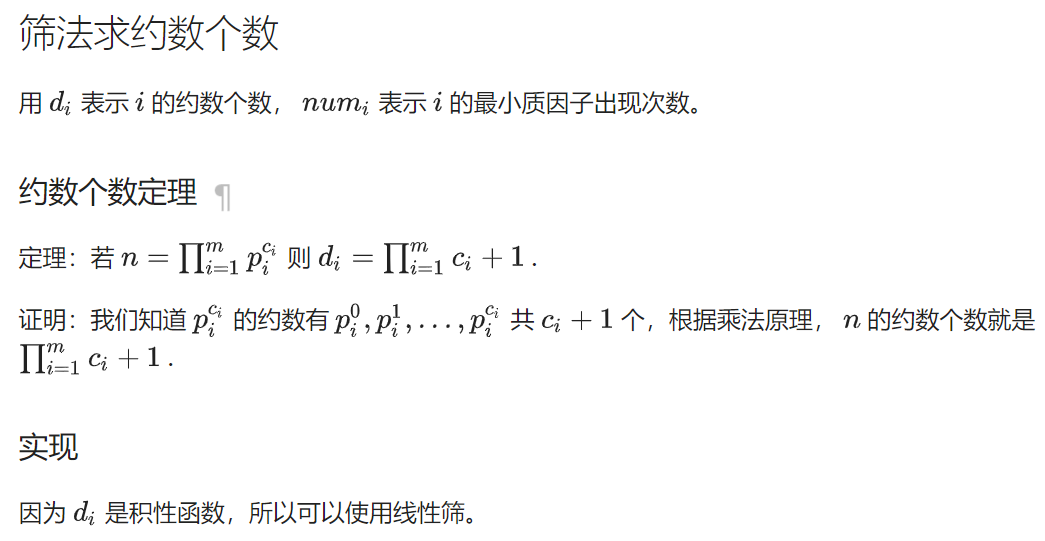 筛法求约数个数
用 $d_i$ 表示 $i$ 的约数个数， $num_i$ 表示 $i$ 的最小质因子出现次数。
约数个数定理 ¶
定理：若 $n = \prod_{i=1}^{m} p_i^{c_i}$ 则 $d_i = \prod_{i=1}^{m} c_i + 1$ .
证明：我们知道 $p_i^{c_i}$ 的约数有 $p_i^0, p_i^1, \ldots, p_i^{c_i}$ 共 $c_i + 1$ 个，根据乘法原理， $n$ 的约数个数就是
$\prod_{i=1}^{m} c_i + 1$ .
实现
因为 $d_i$ 是积性函数，所以可以使用线性筛。